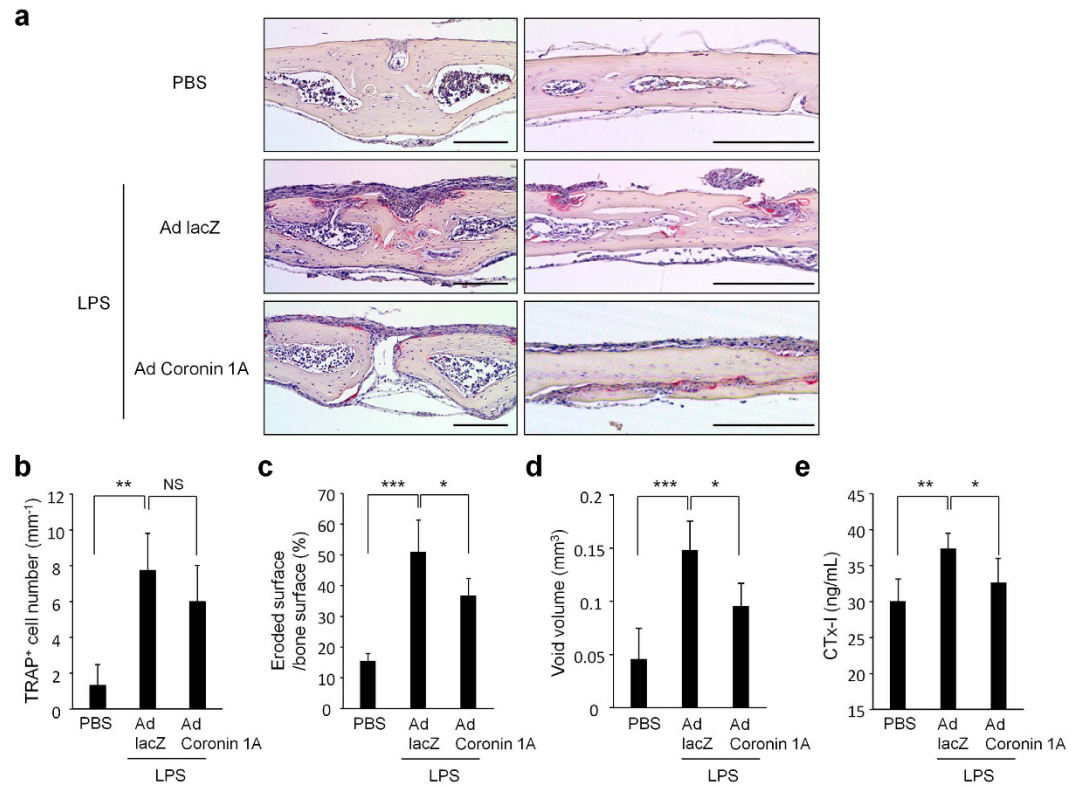 a
PBS
Ad lacZ
LPS
Ad Coronin 1A
b
** NS
TRAP⁺ cell number (mm⁻¹)
12
10
8
6
4
2
0
PBS Ad lacZ Ad Coronin 1A
LPS
c
*** *
Eroded surface
/bone surface (%)
70
60
50
40
30
20
10
0
PBS Ad lacZ Ad Coronin 1A
LPS
d
*** *
Void volume (mm³)
0.2
0.15
0.1
0.05
0
PBS Ad lacZ Ad Coronin 1A
LPS
e
** *
CTx-I (ng/mL)
45
40
35
30
25
20
15
PBS Ad lacZ Ad Coronin 1A
LPS